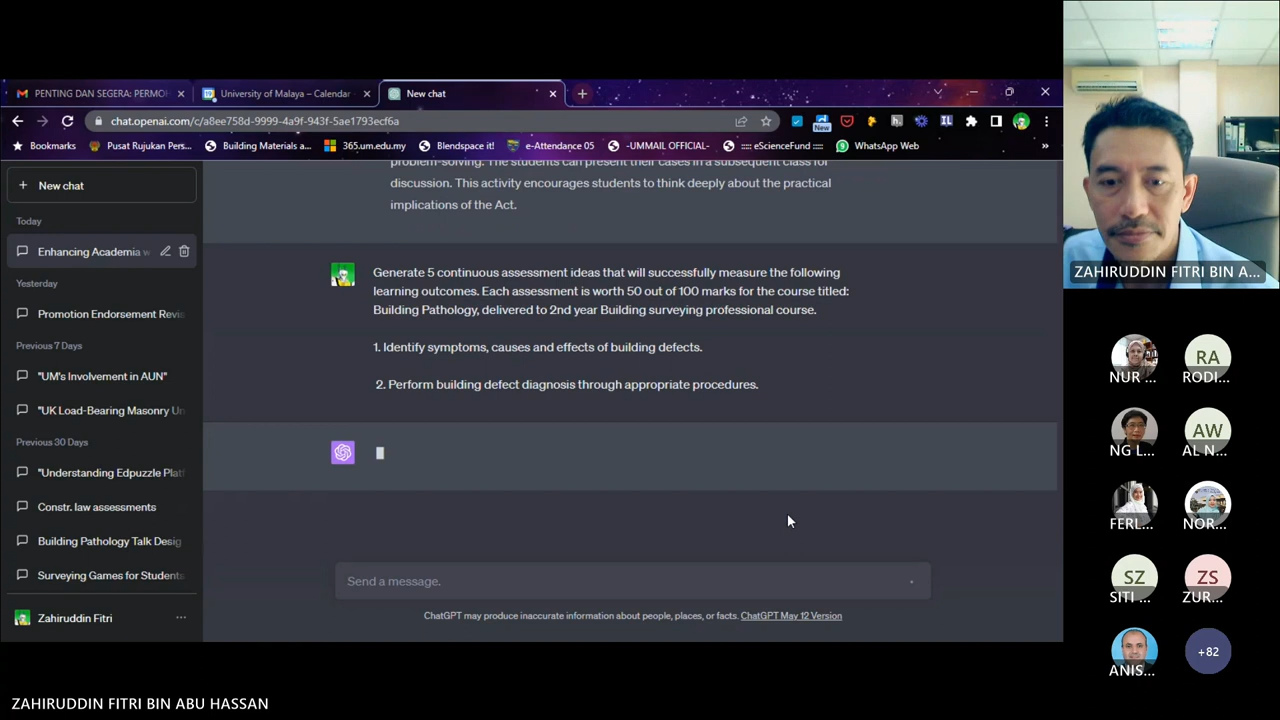 PENTING DAN SEGERA: PERMOH
University of Malaya – Calendar -
New chat
chat.openai.com/c/a8ee758d-9999-4a9f-943f-5ae1793ecf6a
New
Bookmarks
Pusat Rujukan Pers...
Building Materials a...
365.um.edu.my
Blendspace it!
e-Attendance 05
-UMMAIL OFFICIAL-
:::: eScienceFund ::::
WhatsApp Web
New chat
Today
Enhancing Academia w
Yesterday
Promotion Endorsement Revis
Previous 7 Days
"UM's Involvement in AUN"
"UK Load-Bearing Masonry Un
Previous 30 Days
"Understanding Edpuzzle Platf
Constr. law assessments
Building Pathology Talk Desig
Surveying Games for Students
Zahiruddin Fitri
problem-solving. The students can present their cases in a subsequent class for
discussion. This activity encourages students to think deeply about the practical
implications of the Act.
Generate 5 continuous assessment ideas that will successfully measure the following
learning outcomes. Each assessment is worth 50 out of 100 marks for the course titled:
Building Pathology, delivered to 2nd year Building surveying professional course.
1. Identify symptoms, causes and effects of building defects.
2. Perform building defect diagnosis through appropriate procedures.
Send a message.
ChatGPT may produce inaccurate information about people, places, or facts. ChatGPT May 12 Version
ZAHIRUDDIN FITRI BIN A...
NUR ...
RA
RODI...
NG L...
AW
AL N...
FERL...
NOR...
SZ
SITI ...
ZS
ZUR...
ANIS...
+82
ZAHIRUDDIN FITRI BIN ABU HASSAN